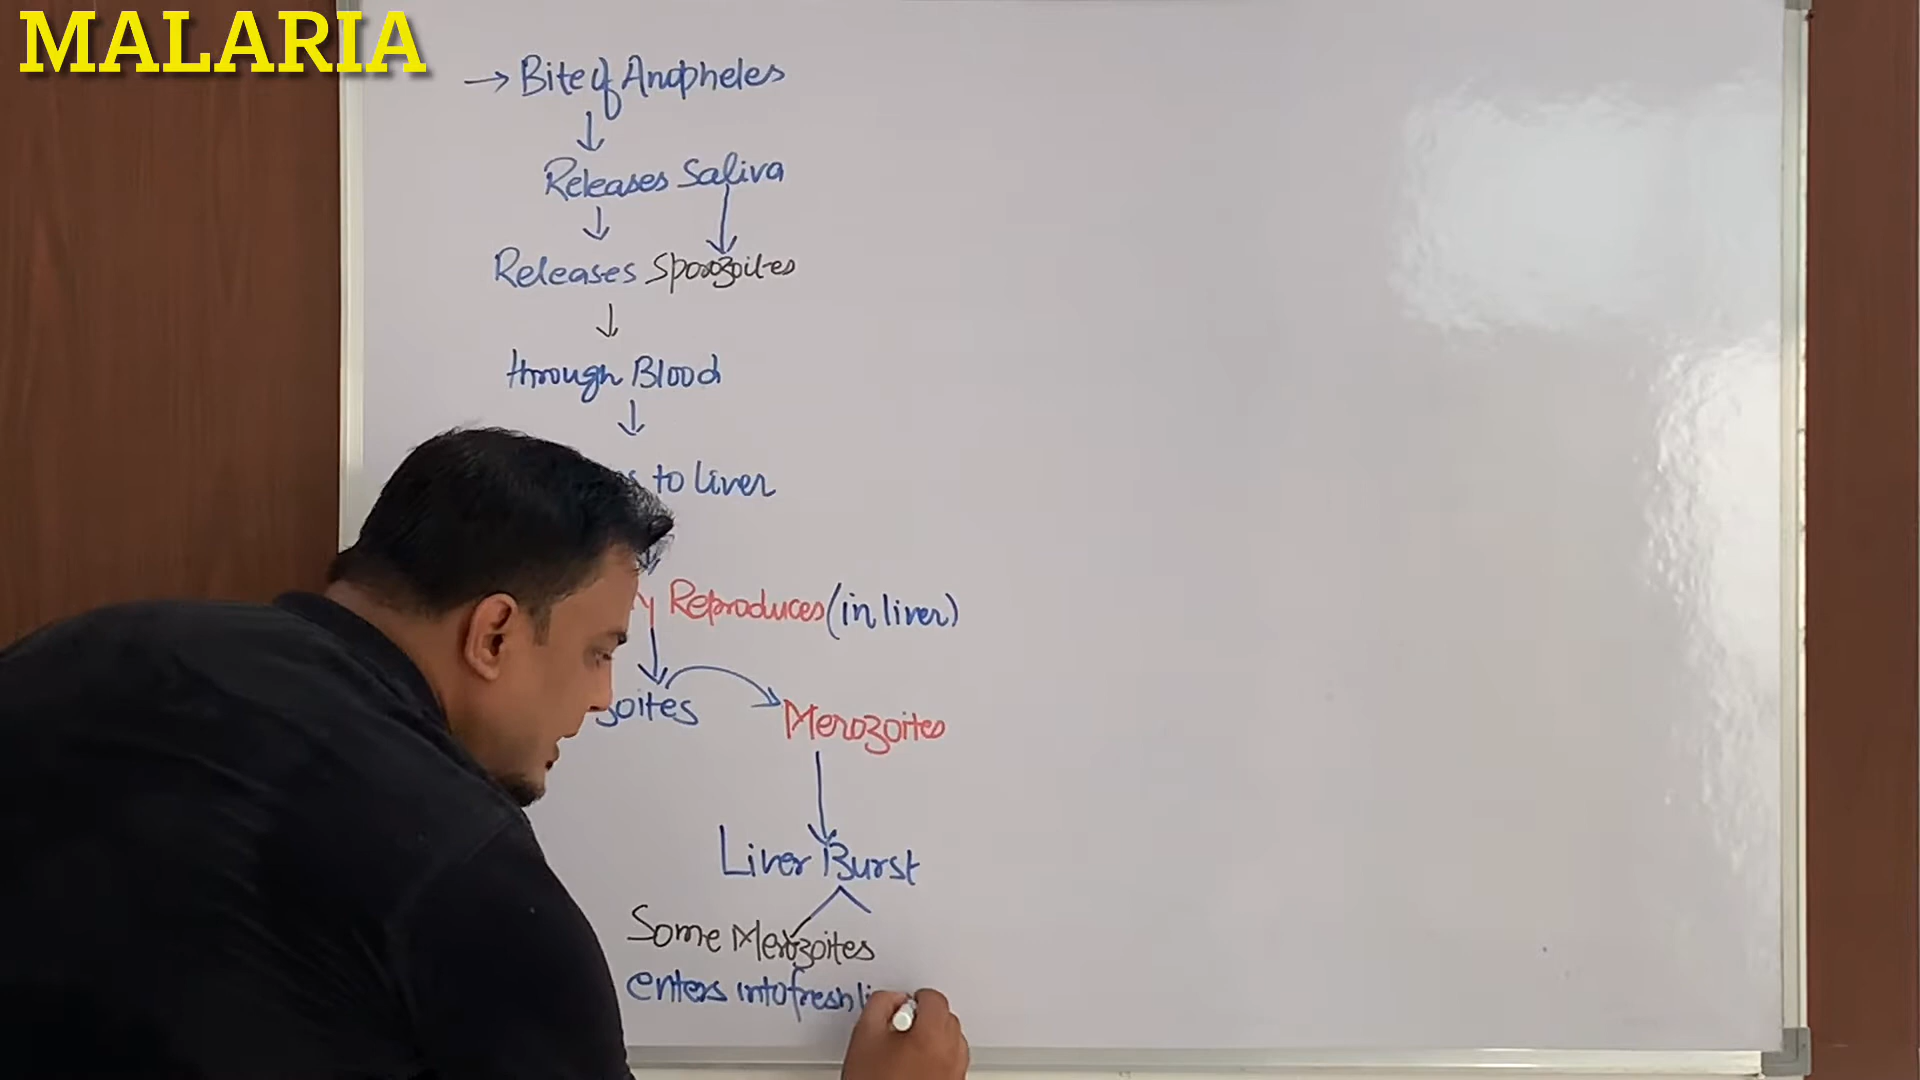 MALARIA
→ Bite of Anopheles
↓
Releases Saliva
↓ ↓
Releases Sporozoites
↓
through Blood
↓
to liver
Reproduces (in liver)
↓
Merozoites
↓
Liver Burst
Some Merozoites
enters into fresh